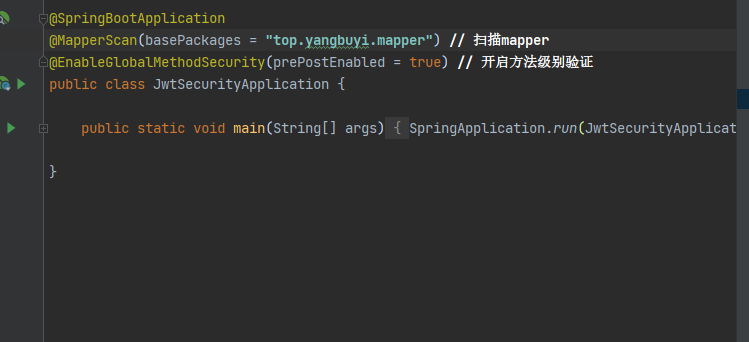 @SpringBootApplication
@MapperScan(basePackages = "top.yangbuyi.mapper") // 扫描mapper
@EnableGlobalMethodSecurity(prePostEnabled = true) // 开启方法级别验证
public class JwtSecurityApplication {
public static void main(String[] args) { SpringApplication.run(JwtSecurityApplicat
}